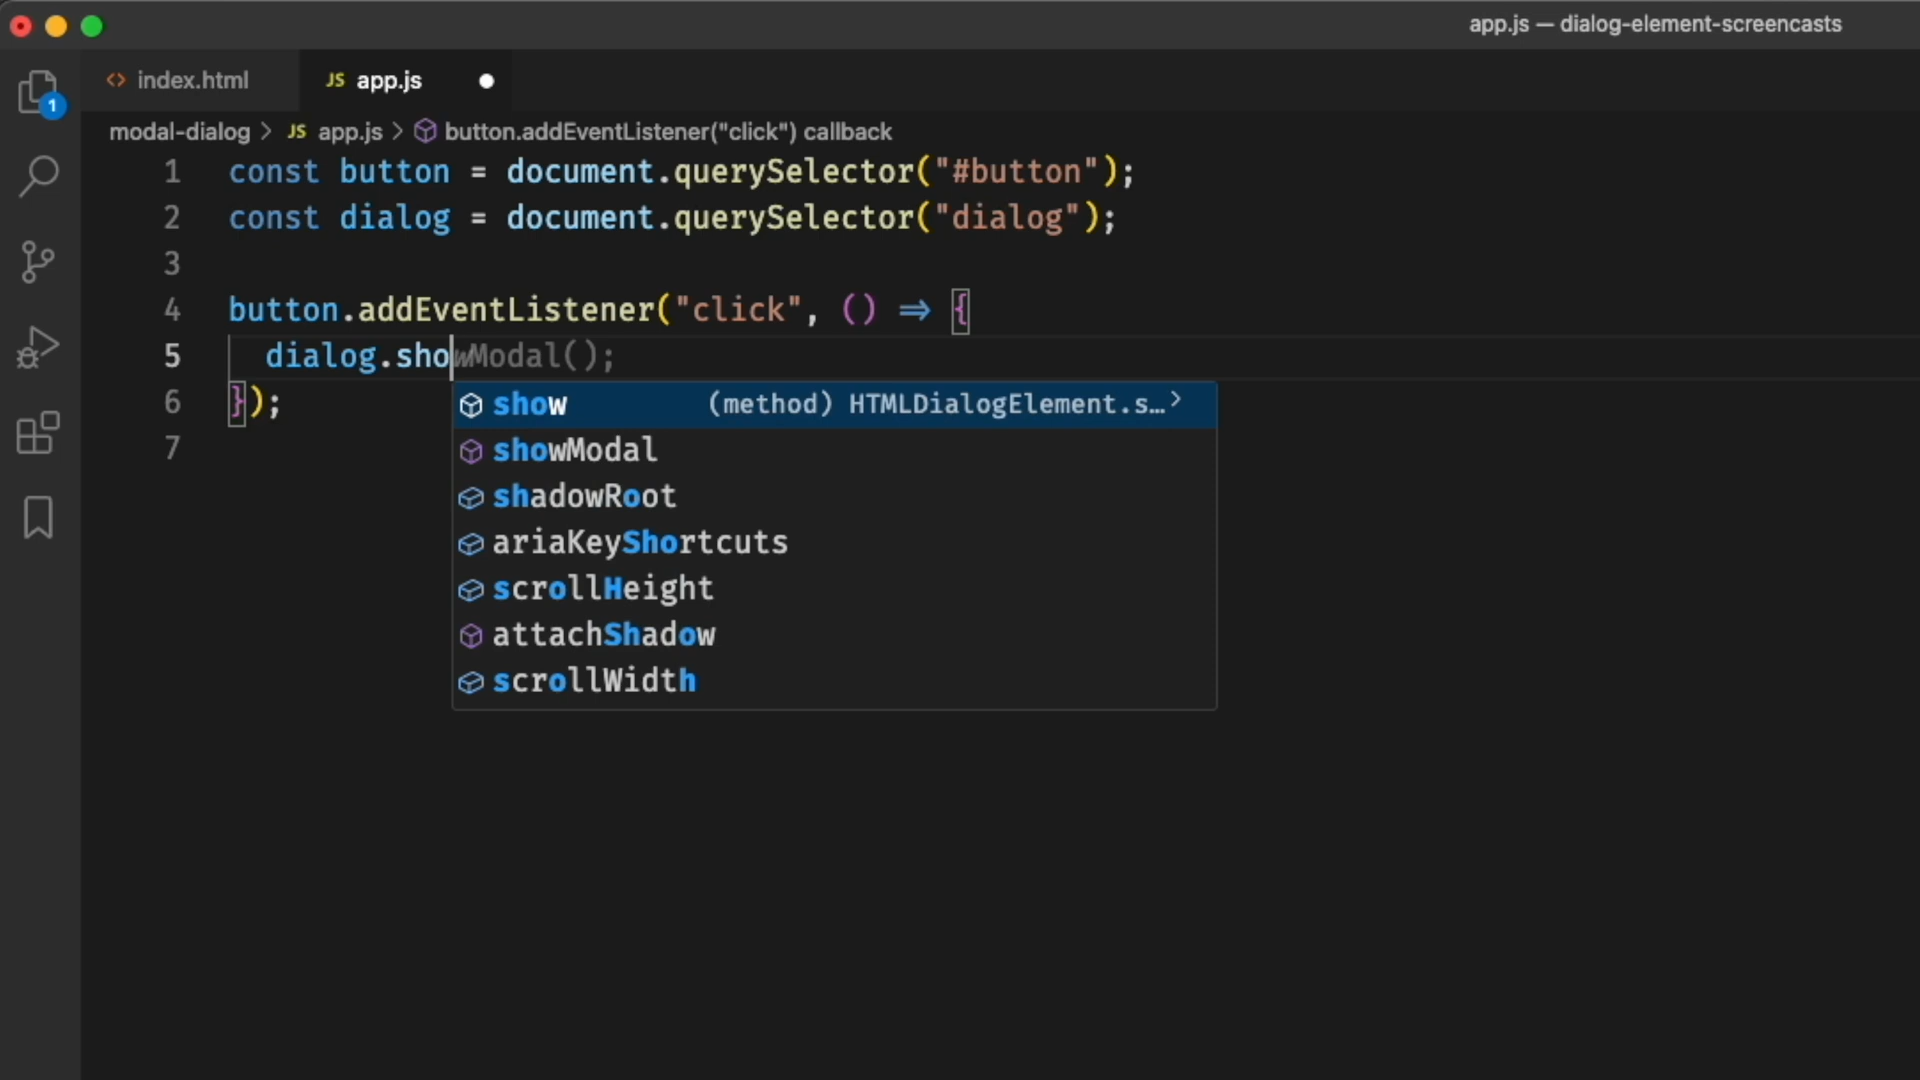 app.js — dialog-element-screencasts
<> index.html JS app.js
1
modal-dialog > JS app.js > button.addEventListener("click") callback
1 const button = document.querySelector("#button");
2 const dialog = document.querySelector("dialog");
3
4 button.addEventListener("click", () => {
5 dialog.showModal();
6 });
7
show (method) HTMLDialogElement.s…>
showModal
shadowRoot
ariaKeyShortcuts
scrollHeight
attachShadow
scrollWidth